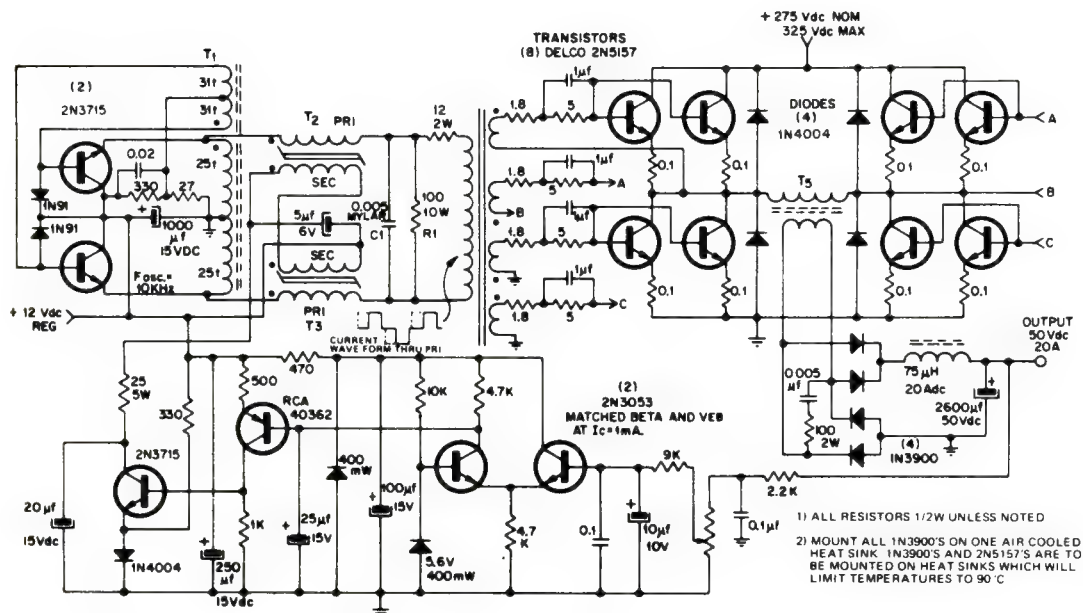 + 275 Vdc NOM
325 Vdc MAX
TRANSISTORS
(8) DELCO 2N5157
T1
31t
31t
(2)
2N3715
0.02
330
27
25t
1N91
1N91
+
1000
µf
15VDC
25t
Fosc.=
10KHz
+ 12 Vdc
REG
T2 PRI
SEC
5µf
6V
SEC
PRI
T3
0.005
MYLAR
C1
12
2W
100
10W
R1
CURRENT
WAVE FORM THRU PRI
1µf
1.8
5
1µf
1.8
5
A
B
1µf
1.8
5
1µf
1.8
5
C
DIODES
(4)
1N4004
0.1
0.1
0.1
0.1
T5
0.1
0.1
0.1
0.1
A
B
C
OUTPUT
50Vdc
20A
75µH
20Adc
+
2600µf
50Vdc
0.005
µf
100
2W
(4)
1N3900
25
5W
330
500
470
RCA
40362
2N3715
20µf
15Vdc
1N4004
+
250
µf
15Vdc
1K
25µf
15V
+
400
mW
+
100µf
15V
10K
4.7K
5.6V
400mW
(2)
2N3053
MATCHED BETA AND VEB
AT Ic=1mA.
4.7
K
0.1
+
10µf
10V
9K
2.2K
0.1µf
1) ALL RESISTORS 1/2W UNLESS NOTED
2) MOUNT ALL 1N3900'S ON ONE AIR COOLED
HEAT SINK 1N3900'S AND 2N5157'S ARE TO
BE MOUNTED ON HEAT SINKS WHICH WILL
LIMIT TEMPERATURES TO 90°C